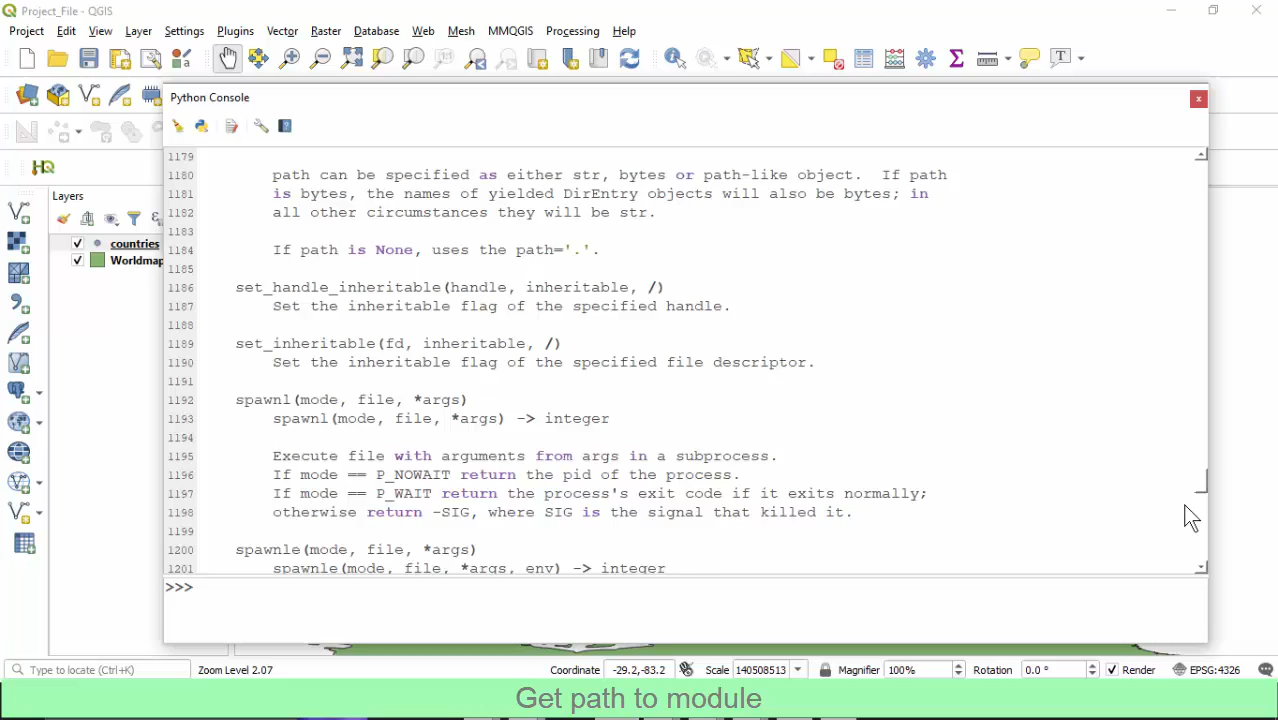 Project_File - QGIS
Project Edit View Layer Settings Plugins Vector Raster Database Web Mesh MMQGIS Processing Help
Python Console
Layers
countries
Worldmap
1179
1180 path can be specified as either str, bytes or path-like object. If path
1181 is bytes, the names of yielded DirEntry objects will also be bytes; in
1182 all other circumstances they will be str.
1183
1184 If path is None, uses the path='.'.
1185
1186 set_handle_inheritable(handle, inheritable, /)
1187 Set the inheritable flag of the specified handle.
1188
1189 set_inheritable(fd, inheritable, /)
1190 Set the inheritable flag of the specified file descriptor.
1191
1192 spawnl(mode, file, *args)
1193 spawnl(mode, file, *args) -> integer
1194
1195 Execute file with arguments from args in a subprocess.
1196 If mode == P_NOWAIT return the pid of the process.
1197 If mode == P_WAIT return the process's exit code if it exits normally;
1198 otherwise return -SIG, where SIG is the signal that killed it.
1199
1200 spawnle(mode, file, *args)
1201 spawnle(mode, file, *args, env) -> integer
>>>
Type to locate (Ctrl+K) Zoom Level 2.07 Coordinate -29.2,-83.2 Scale 140508513 Magnifier 100% Rotation 0.0 ° Render EPSG:4326
Get path to module